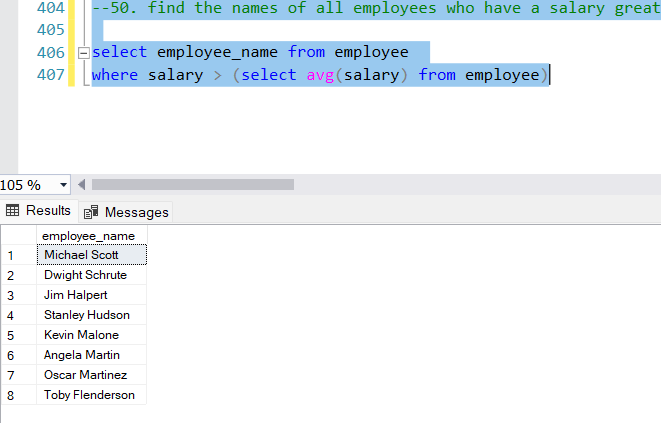 404 --50. find the names of all employees who have a salary great
405
406 select employee_name from employee
407 where salary > (select avg(salary) from employee)
105 %
Results Messages
employee_name
1 Michael Scott
2 Dwight Schrute
3 Jim Halpert
4 Stanley Hudson
5 Kevin Malone
6 Angela Martin
7 Oscar Martinez
8 Toby Flenderson